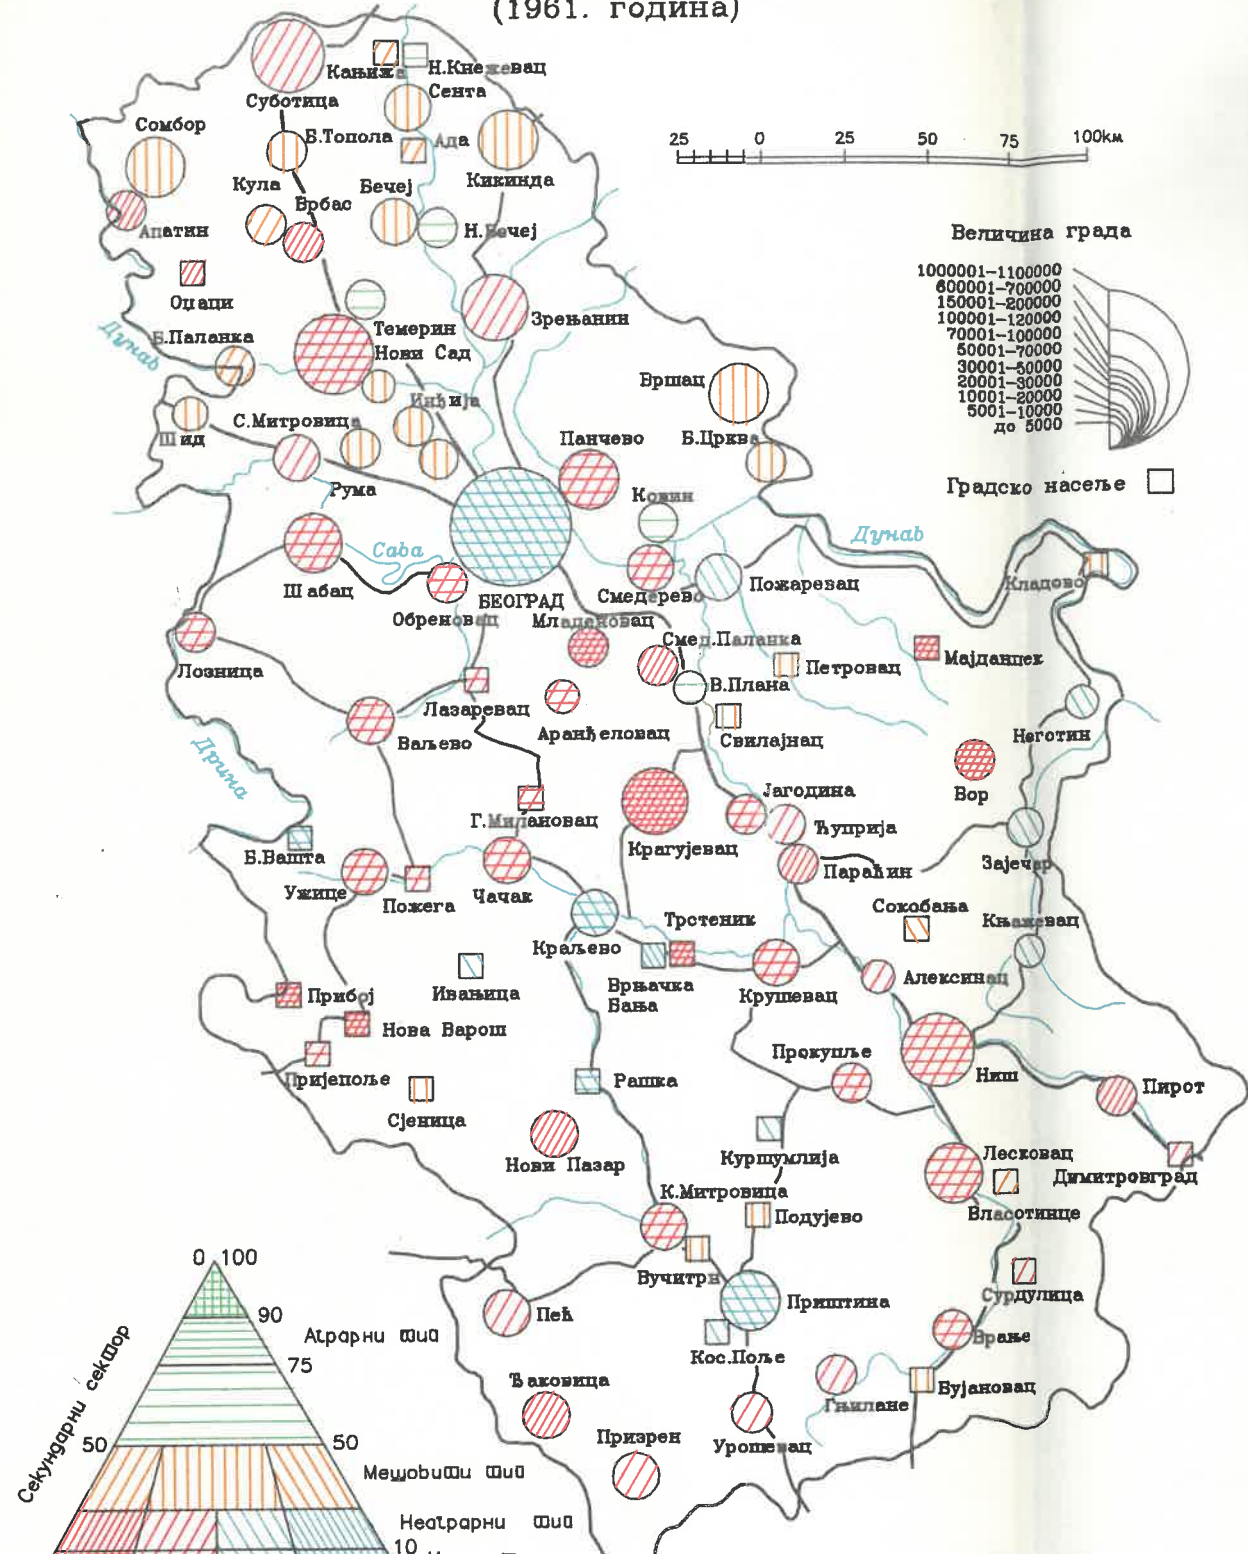 (1961. година)
Кањижа
Н.Кнежевац
Суботица
Сента
Сомбор
Б.Топола
Ада
25 0 25 50 75 100км
Кула
Бечеј
Кикинда
Врбас
Апатин
Н.Бечеј
Величина града
Оџаци
1000001-1100000
600001-700000
150001-200000
100001-120000
70001-100000
50001-70000
30001-50000
20001-30000
10001-20000
5001-10000
до 5000
Темерин
Зрењанин
Дунав
Б.Паланка
Нови Сад
Вршац
Инђија
С.Митровица
Шид
Панчево
Б.Црква
Рума
Ковин
Градско насеље
Сава
Дунав
Шабац
БЕОГРАД
Смедерево
Пожаревац
Кладово
Обреновац
Младеновац
Смед.Паланка
Лозница
Петровац
Мајданпек
В.Плана
Лазаревац
Аранђеловац
Свилајнац
Неготин
Ваљево
Дрина
Јагодина
Бор
Г.Милановац
Ћуприја
Б.Башта
Крагујевац
Параћин
Зајечар
Ужице
Пожега
Чачак
Сокобања
Књажевац
Трстеник
Краљево
Ивањица
Врњачка
Бања
Крушевац
Алексинац
Прибој
Нова Варош
Пријепоље
Рашка
Прокупље
Ниш
Пирот
Сјеница
Нови Пазар
Куршумлија
Лесковац
Димитровград
К.Митровица
Подујево
Власотинце
Вучитрн
Сурдулица
Пећ
Приштина
Врање
Кос.Поље
Ђаковица
Гњилане
Бујановац
Призрен
Урошевац
0 100
90
Аграрни тип
75
Секундарни сектор
50 50
Мешовити тип
Неаграрни тип
10